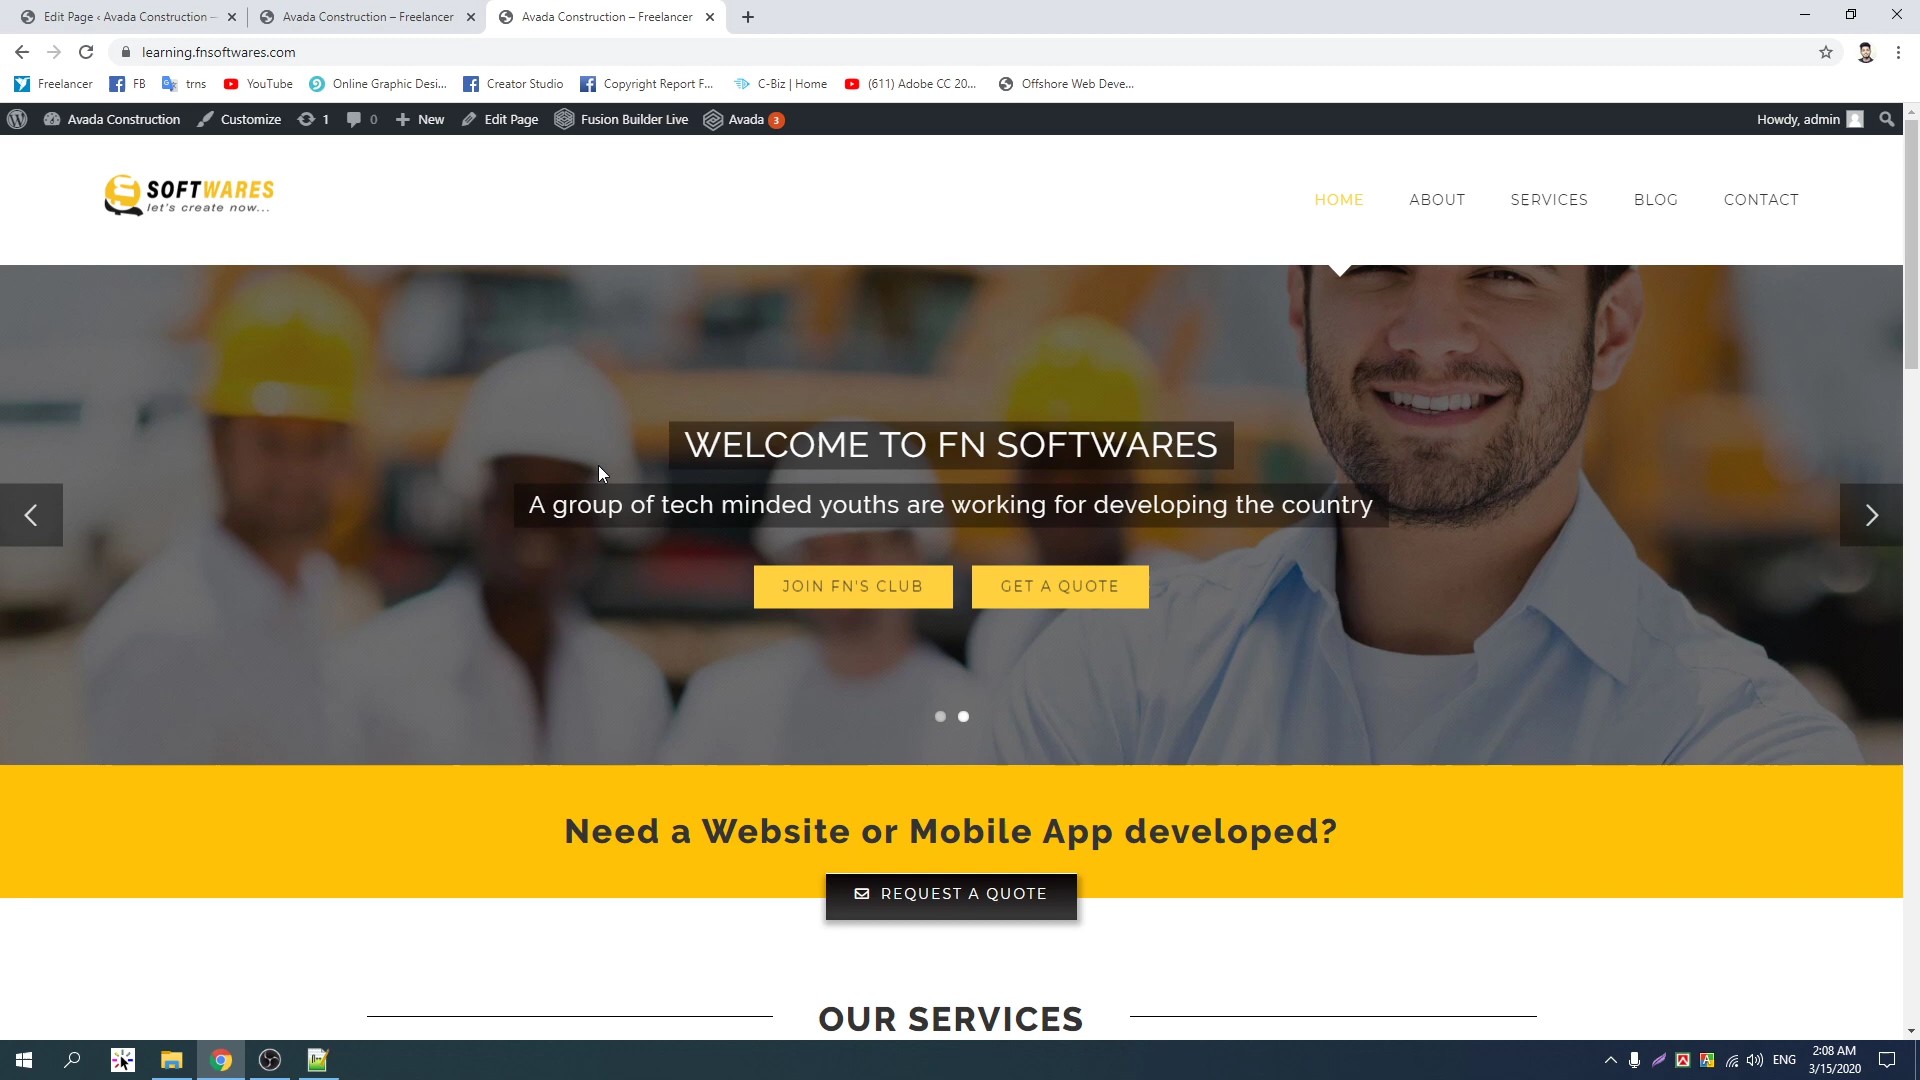 Edit Page ‹ Avada Construction –
Avada Construction – Freelancer
Avada Construction – Freelancer
learning.fnsoftwares.com
Freelancer
FB
trns
YouTube
Online Graphic Desi...
Creator Studio
Copyright Report F...
C-Biz | Home
(611) Adobe CC 20...
Offshore Web Deve...
Avada Construction
Customize
1
0
New
Edit Page
Fusion Builder Live
Avada 3
Howdy, admin
SOFTWARES
let's create now...
HOME
ABOUT
SERVICES
BLOG
CONTACT
WELCOME TO FN SOFTWARES
A group of tech minded youths are working for developing the country
JOIN FN'S CLUB
GET A QUOTE
Need a Website or Mobile App developed?
REQUEST A QUOTE
OUR SERVICES
ENG
2:08 AM
3/15/2020